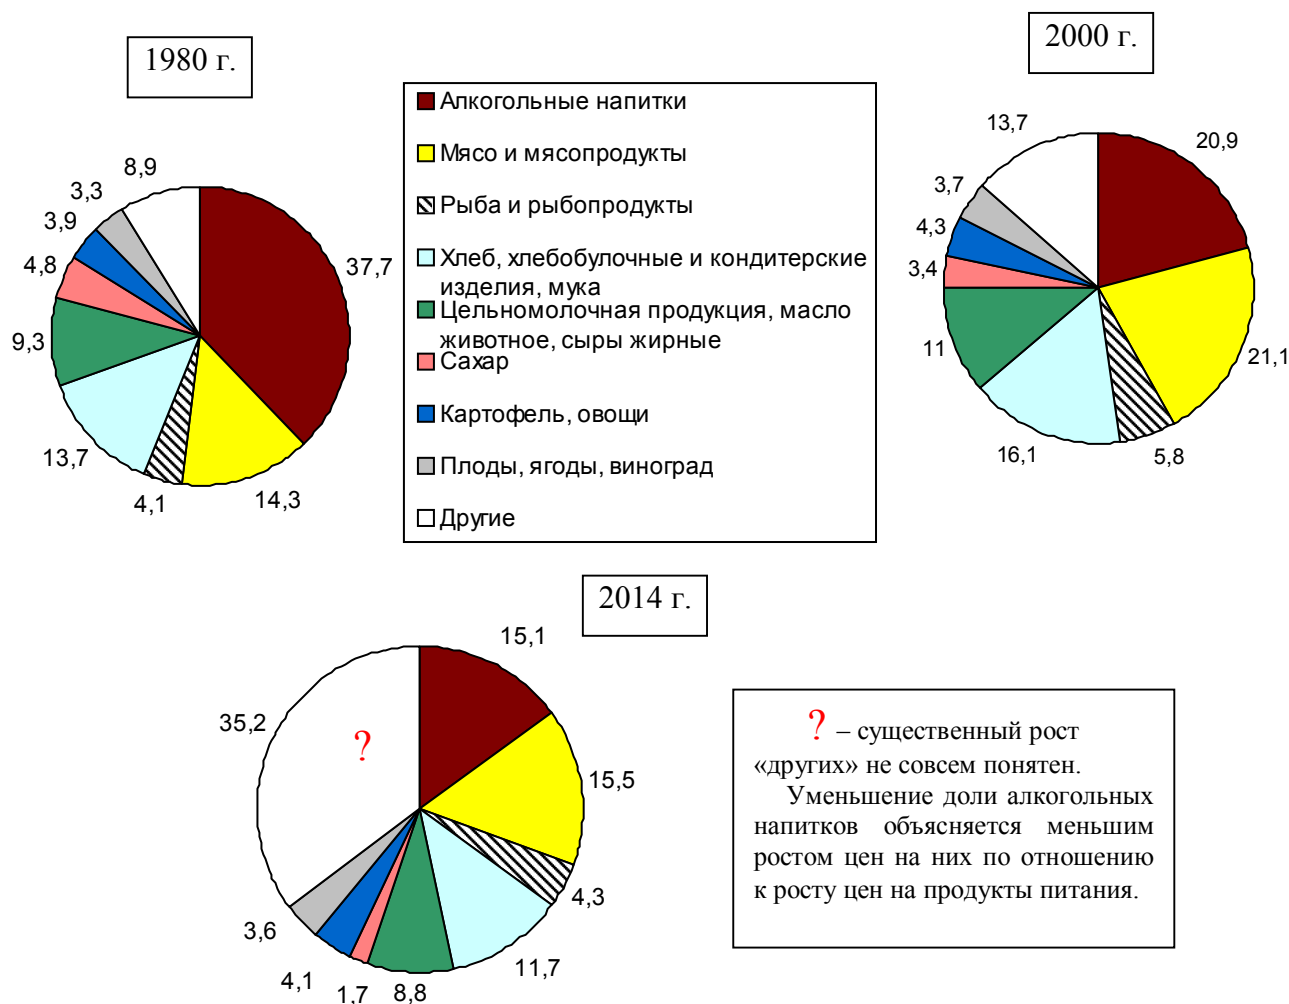 1980 г.
2000 г.
Алкогольные напитки
Мясо и мясопродукты
Рыба и рыбопродукты
Хлеб, хлебобулочные и кондитерские
изделия, мука
Цельномолочная продукция, масло
животное, сыры жирные
Сахар
Картофель, овощи
Плоды, ягоды, виноград
Другие
37,7
14,3
4,1
13,7
9,3
4,8
3,9
3,3
8,9
20,9
21,1
5,8
16,1
11
3,4
4,3
3,7
13,7
2014 г.
15,1
15,5
4,3
11,7
8,8
1,7
4,1
3,6
35,2
?
? – существенный рост
«других» не совсем понятен.
Уменьшение доли алкогольных
напитков объясняется меньшим
ростом цен на них по отношению
к росту цен на продукты питания.